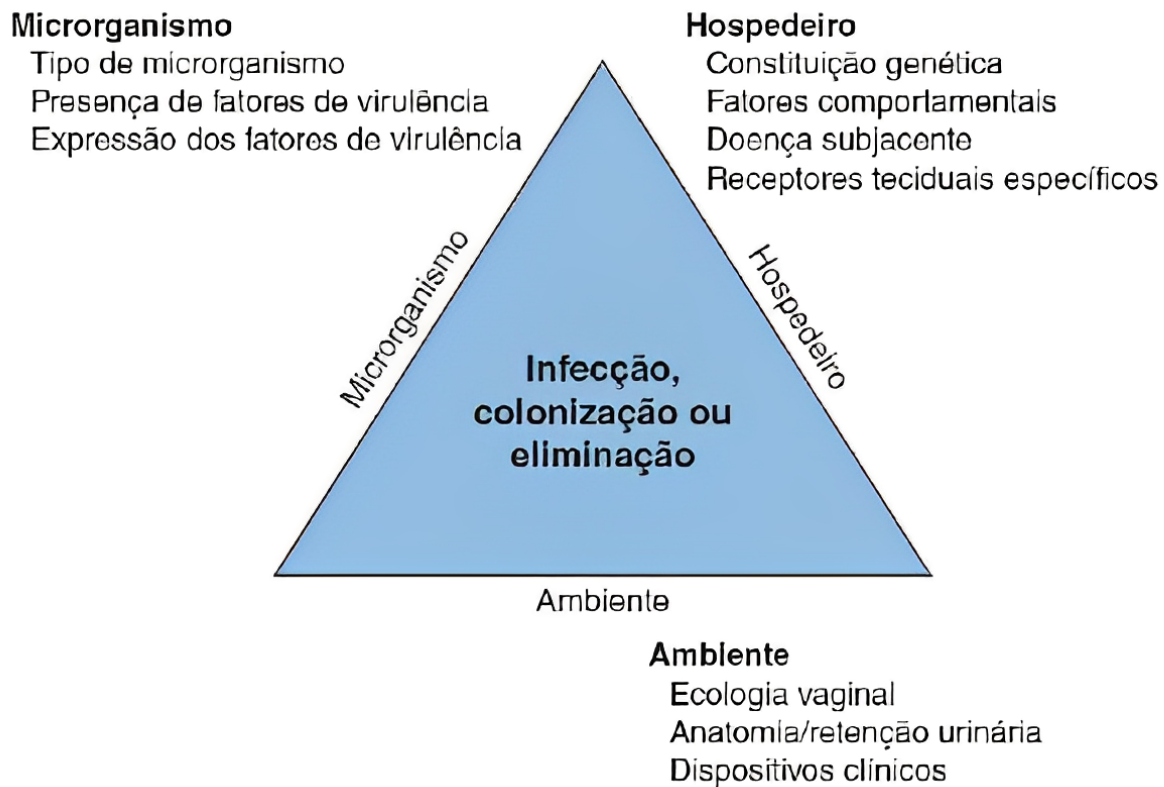 Microrganismo
Tipo de microrganismo
Presença de fatores de virulência
Expressão dos fatores de virulência
Hospedeiro
Constituição genética
Fatores comportamentais
Doença subjacente
Receptores teciduais específicos
Microrganismo
Hospedeiro
Infecção,
colonização ou
eliminação
Ambiente
Ambiente
Ecologia vaginal
Anatomia/retenção urinária
Dispositivos clínicos